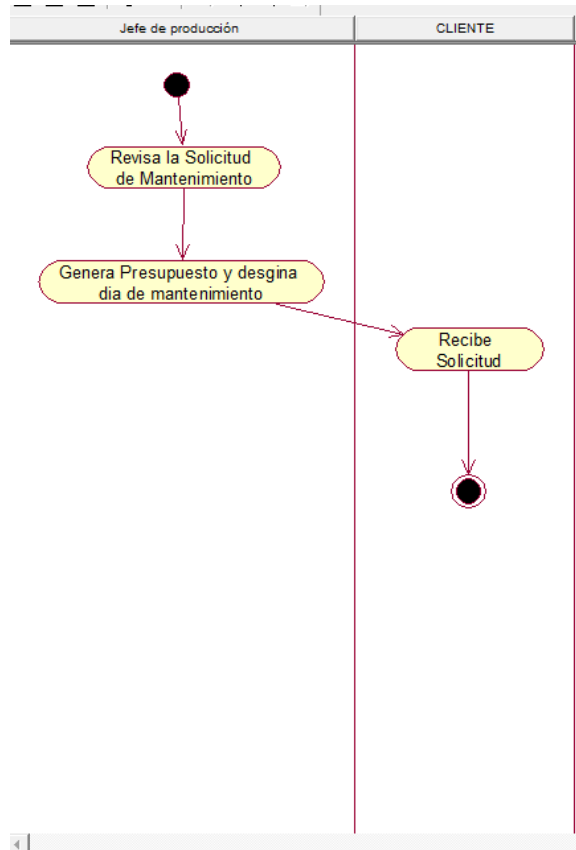 Jefe de producción
CLIENTE
Revisa la Solicitud
de Mantenimiento
Genera Presupuesto y desgina
dia de mantenimiento
Recibe
Solicitud